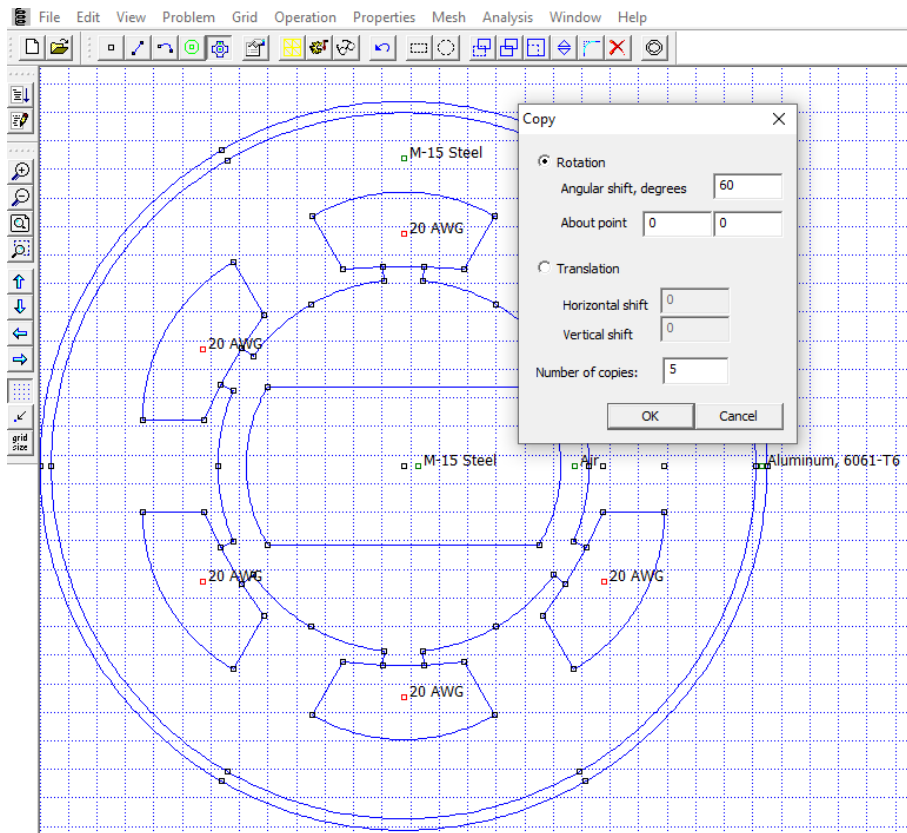 File Edit View Problem Grid Operation Properties Mesh Analysis Window Help
Copy
M-15 Steel
Rotation
Angular shift, degrees 60
20 AWG
About point 0 0
Translation
Horizontal shift 0
Vertical shift 0
20 AWG
Number of copies: 5
OK Cancel
grid
size
M-15 Steel
Air
Aluminum, 6061-T6
20 AWG
20 AWG
20 AWG